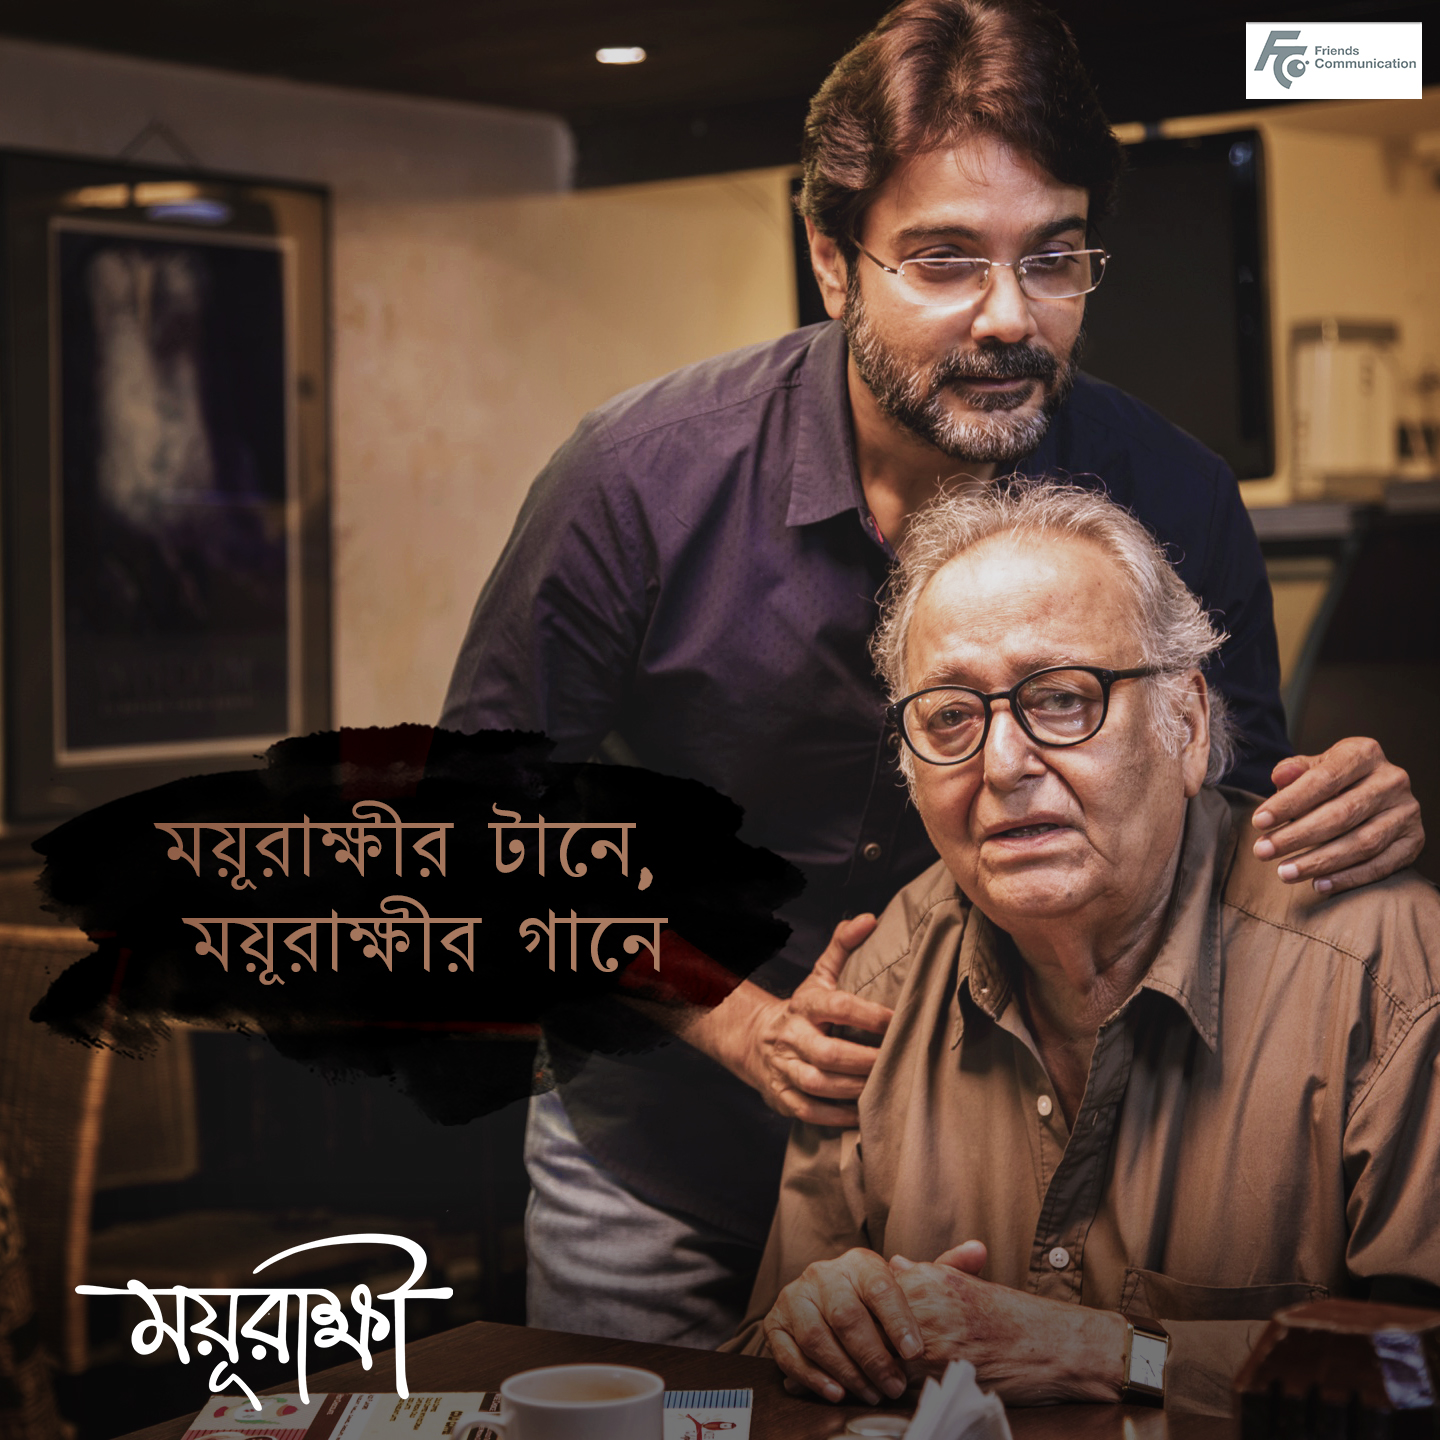 Friends
Communication
ময়ূরাক্ষীর টানে,
ময়ূরাক্ষীর গানে
ময়ূরাক্ষী